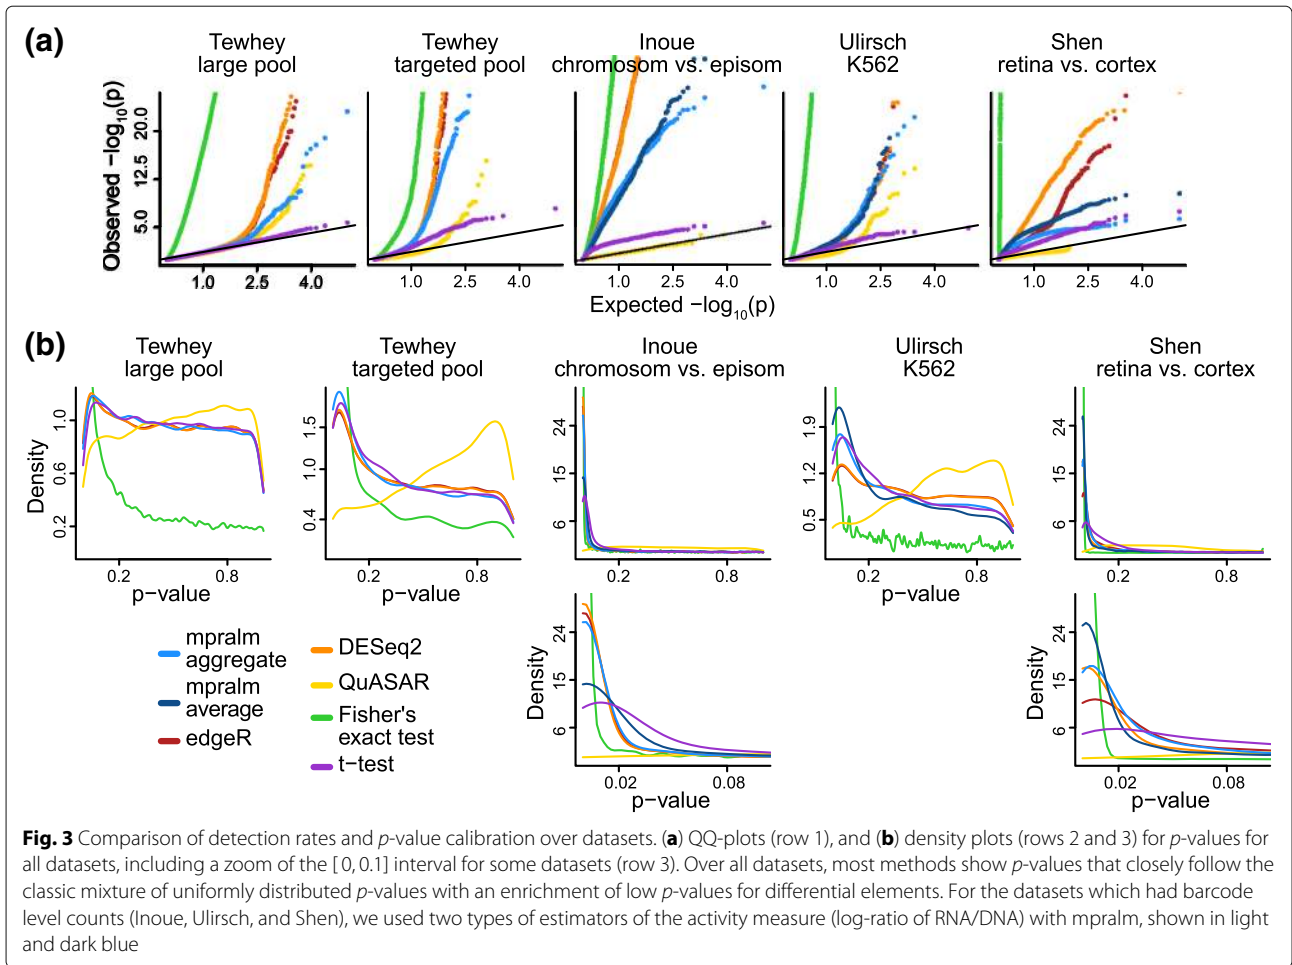 (a)
Tewhey
large pool
Tewhey
targeted pool
Inoue
chromosom vs. episom
Ulirsch
K562
Shen
retina vs. cortex
Observed −log10(p)
20.0
12.5
5.0
1.0 2.5 4.0
1.0 2.5 4.0
1.0 2.5 4.0
1.0 2.5 4.0
1.0 2.5 4.0
Expected −log10(p)
(b)
Tewhey
large pool
Tewhey
targeted pool
Inoue
chromosom vs. episom
Ulirsch
K562
Shen
retina vs. cortex
Density
1.0
0.6
0.2
0.2 0.8
p−value
1.5
1.0
0.4
0.2 0.8
p−value
24
15
6
0.2 0.8
1.9
1.2
0.5
0.2 0.8
p−value
24
15
6
0.2 0.8
mpralm
aggregate
mpralm
average
edgeR
DESeq2
QuASAR
Fisher's
exact test
t−test
Density
24
15
6
0.02 0.08
p−value
Density
24
15
6
0.02 0.08
p−value
Fig. 3 Comparison of detection rates and p-value calibration over datasets. (a) QQ-plots (row 1), and (b) density plots (rows 2 and 3) for p-values for
all datasets, including a zoom of the [ 0, 0.1] interval for some datasets (row 3). Over all datasets, most methods show p-values that closely follow the
classic mixture of uniformly distributed p-values with an enrichment of low p-values for differential elements. For the datasets which had barcode
level counts (Inoue, Ulirsch, and Shen), we used two types of estimators of the activity measure (log-ratio of RNA/DNA) with mpralm, shown in light
and dark blue